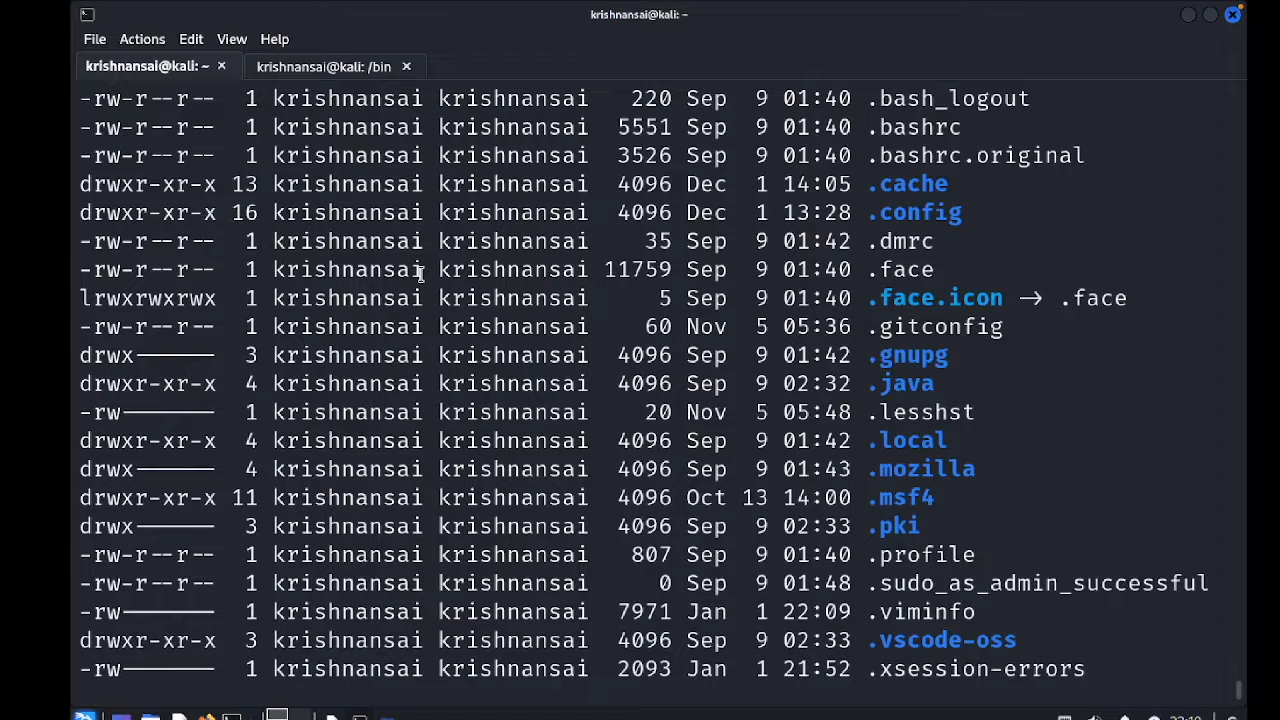 krishnansai@kali: ~
File Actions Edit View Help
krishnansai@kali: ~ × krishnansai@kali: /bin ×
-rw-r--r-- 1 krishnansai krishnansai 220 Sep 9 01:40 .bash_logout
-rw-r--r-- 1 krishnansai krishnansai 5551 Sep 9 01:40 .bashrc
-rw-r--r-- 1 krishnansai krishnansai 3526 Sep 9 01:40 .bashrc.original
drwxr-xr-x 13 krishnansai krishnansai 4096 Dec 1 14:05 .cache
drwxr-xr-x 16 krishnansai krishnansai 4096 Dec 1 13:28 .config
-rw-r--r-- 1 krishnansai krishnansai 35 Sep 9 01:42 .dmrc
-rw-r--r-- 1 krishnansai krishnansai 11759 Sep 9 01:40 .face
lrwxrwxrwx 1 krishnansai krishnansai 5 Sep 9 01:40 .face.icon → .face
-rw-r--r-- 1 krishnansai krishnansai 60 Nov 5 05:36 .gitconfig
drwx------ 3 krishnansai krishnansai 4096 Sep 9 01:42 .gnupg
drwxr-xr-x 4 krishnansai krishnansai 4096 Sep 9 02:32 .java
-rw------- 1 krishnansai krishnansai 20 Nov 5 05:48 .lesshst
drwxr-xr-x 4 krishnansai krishnansai 4096 Sep 9 01:42 .local
drwx------ 4 krishnansai krishnansai 4096 Sep 9 01:43 .mozilla
drwxr-xr-x 11 krishnansai krishnansai 4096 Oct 13 14:00 .msf4
drwx------ 3 krishnansai krishnansai 4096 Sep 9 02:33 .pki
-rw-r--r-- 1 krishnansai krishnansai 807 Sep 9 01:40 .profile
-rw-r--r-- 1 krishnansai krishnansai 0 Sep 9 01:48 .sudo_as_admin_successful
-rw------- 1 krishnansai krishnansai 7971 Jan 1 22:09 .viminfo
drwxr-xr-x 3 krishnansai krishnansai 4096 Sep 9 02:33 .vscode-oss
-rw------- 1 krishnansai krishnansai 2093 Jan 1 21:52 .xsession-errors